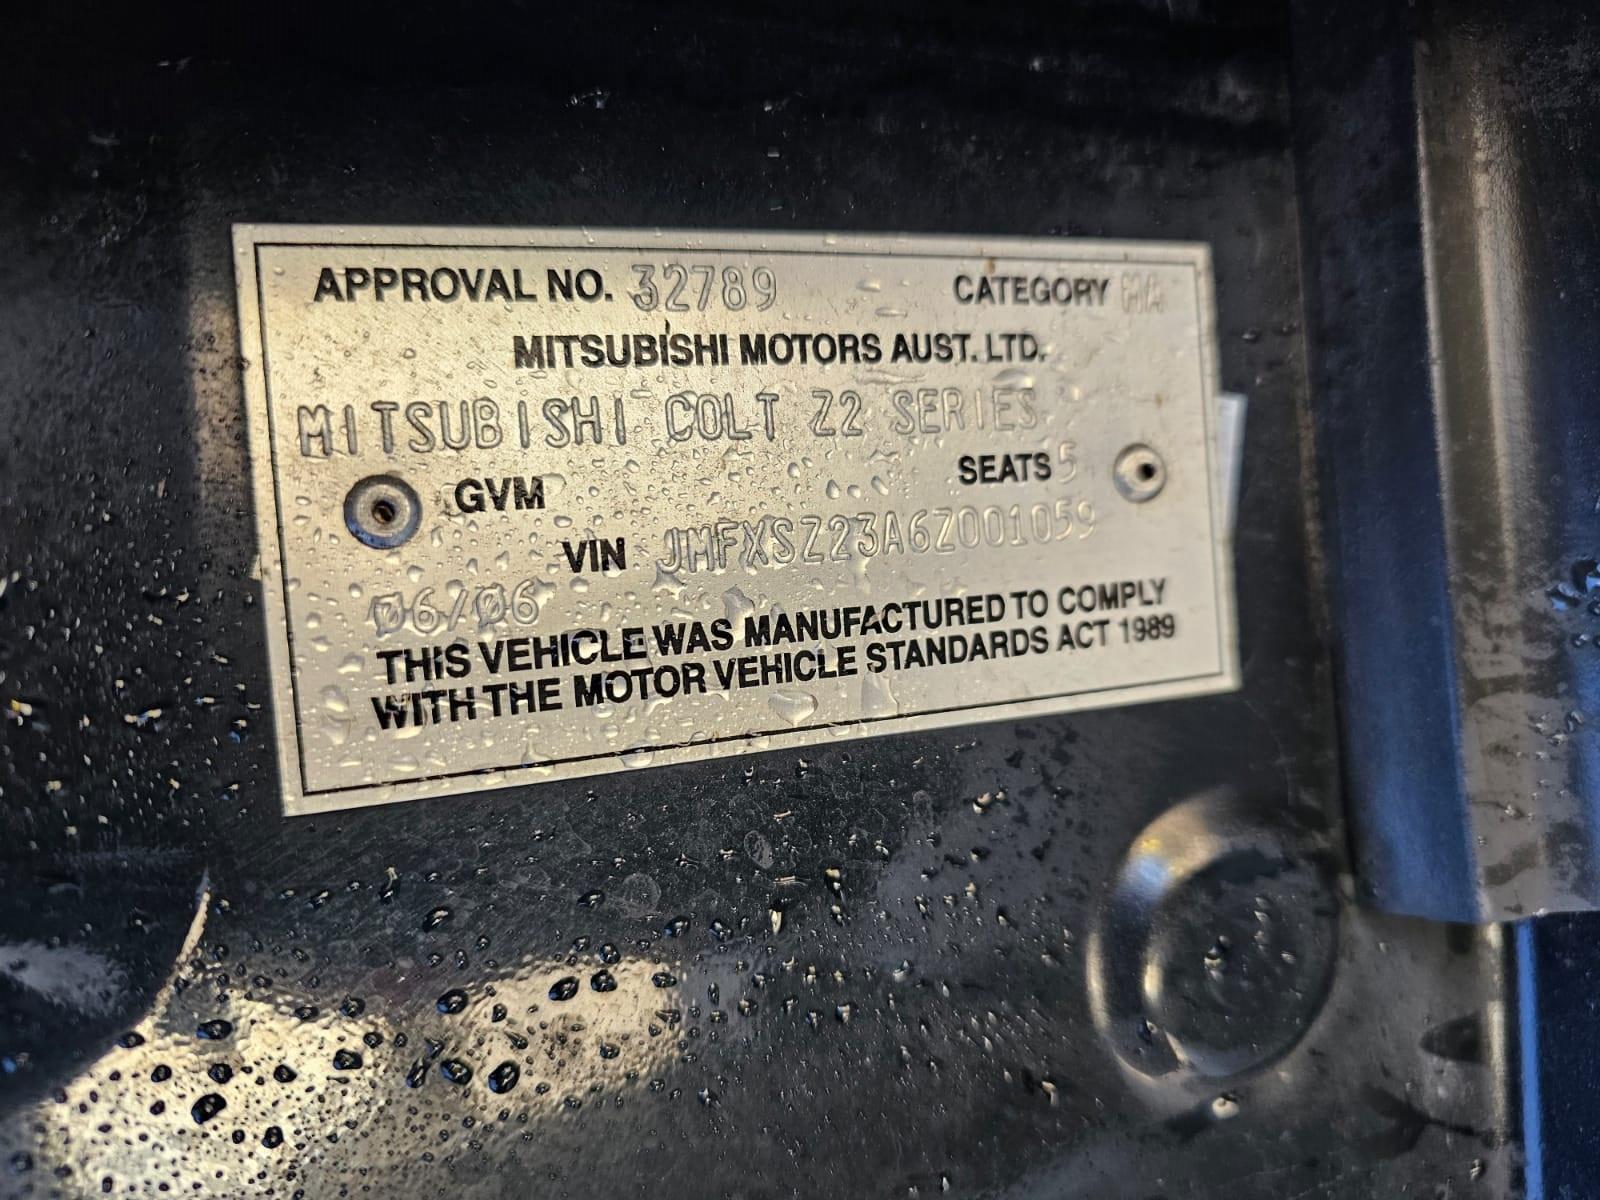 APPROVAL NO. 32789 CATEGORY MA
MITSUBISHI MOTORS AUST. LTD.
MITSUBISHI COLT Z2 SERIES
GVM SEATS 5
VIN JMFXSZ23A6Z001059
06/06
THIS VEHICLE WAS MANUFACTURED TO COMPLY
WITH THE MOTOR VEHICLE STANDARDS ACT 1989